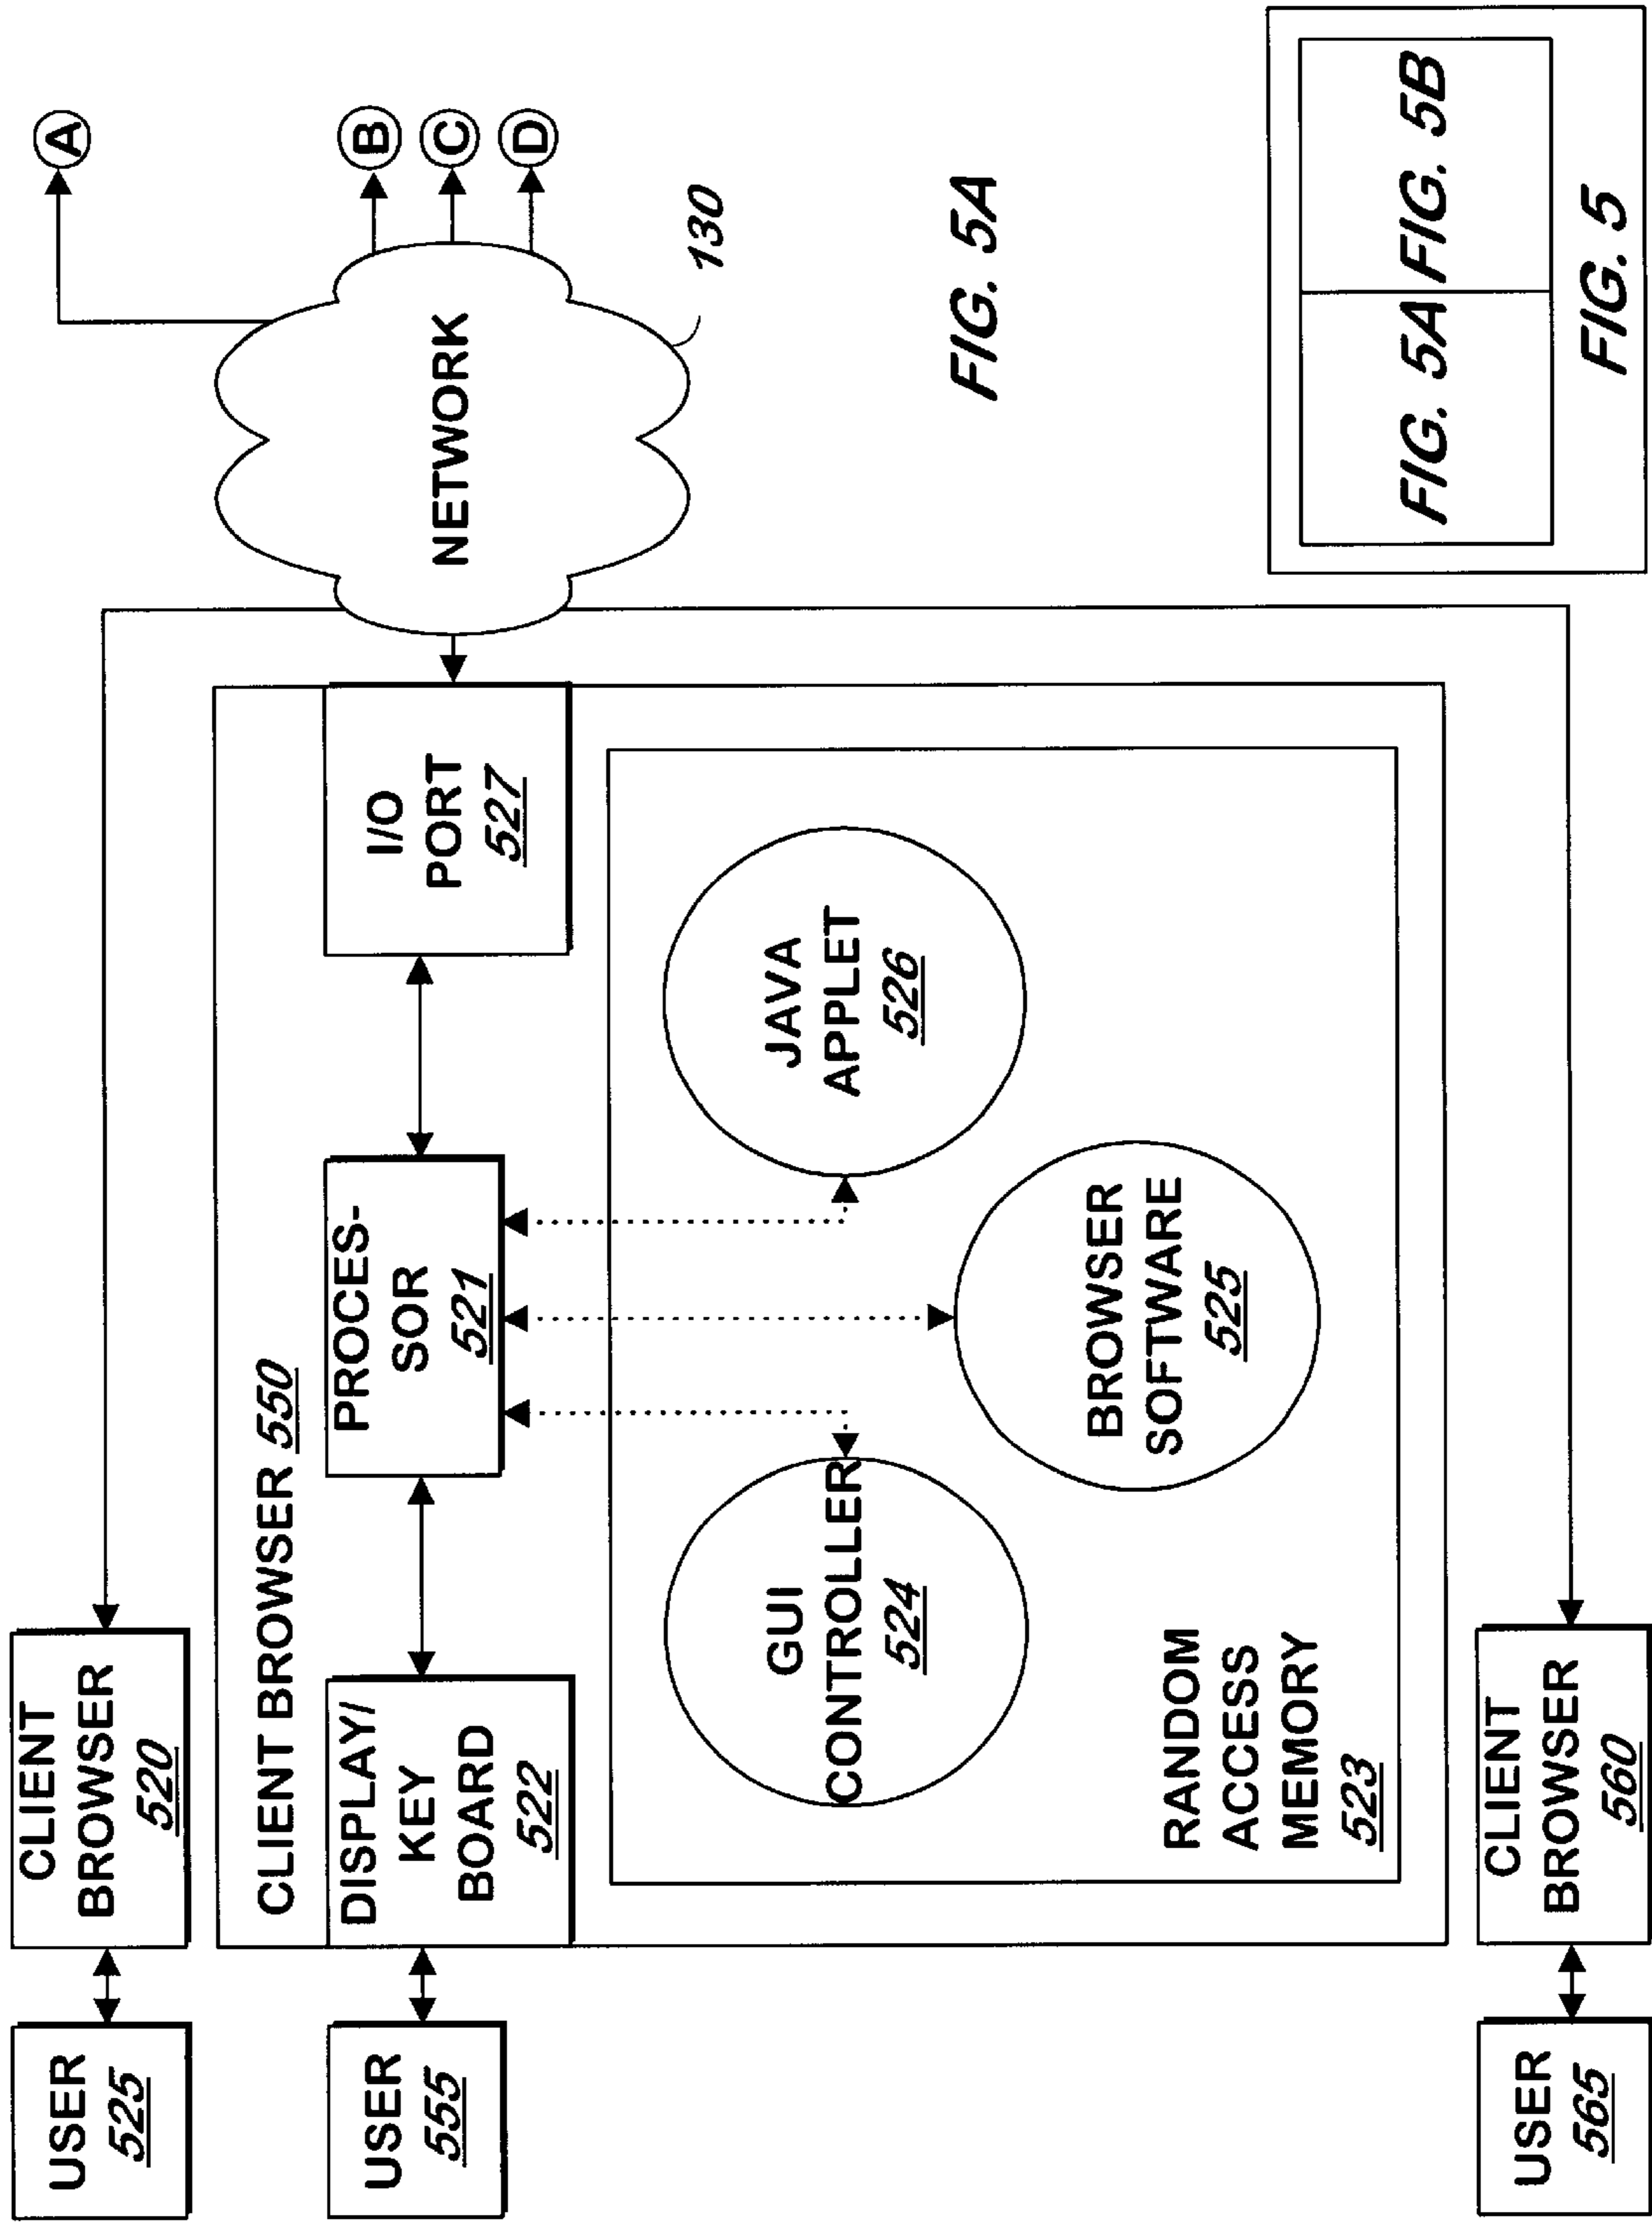 USER
525
CLIENT
BROWSER
520
A
CLIENT BROWSER 550
USER
555
DISPLAY/
KEY
BOARD
522
PROCES-
SOR
521
I/O
PORT
527
NETWORK
B
C
D
130
GUI
CONTROLLER
524
JAVA
APPLET
526
BROWSER
SOFTWARE
525
RANDOM
ACCESS
MEMORY
523
FIG. 5A
USER
565
CLIENT
BROWSER
560
FIG. 5A
FIG. 5B
FIG. 5